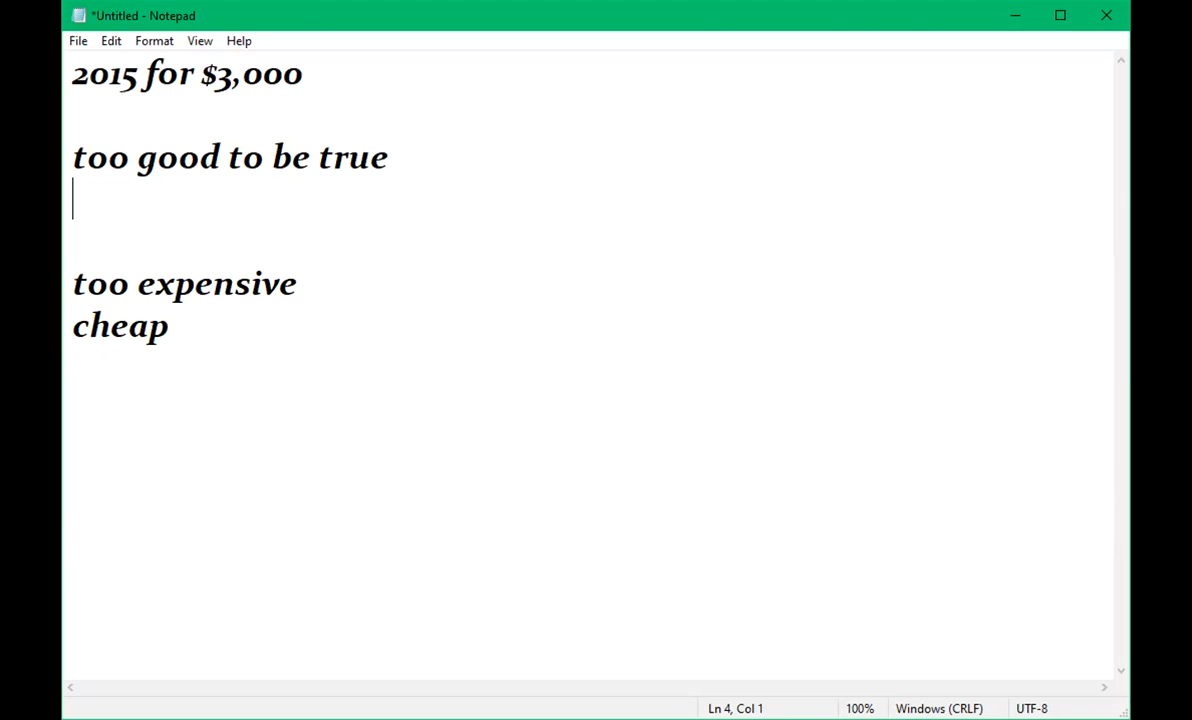 *Untitled - Notepad
File Edit Format View Help
2015 for $3,000
too good to be true
too expensive
cheap
Ln 4, Col 1 100% Windows (CRLF) UTF-8